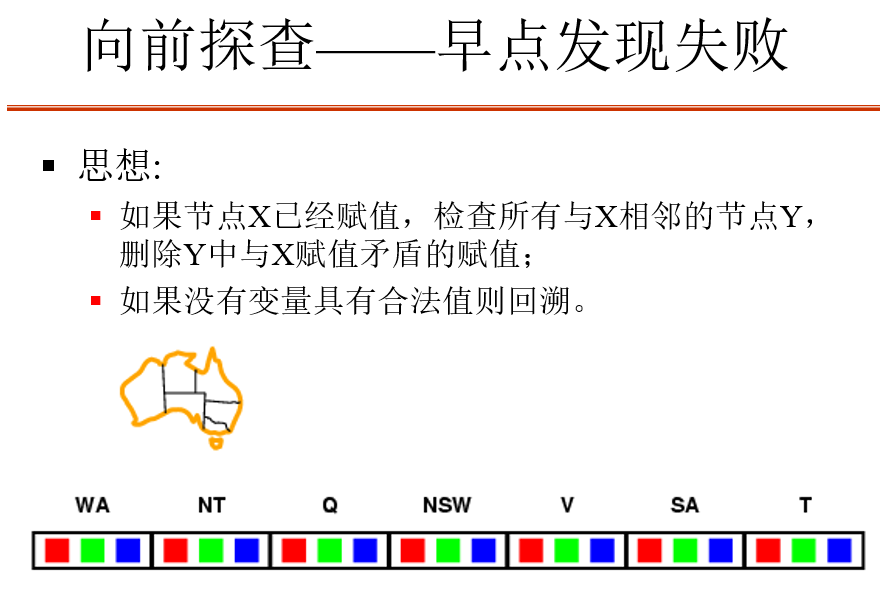 向前探查——早点发现失败
思想:
如果节点X已经赋值，检查所有与X相邻的节点Y，
删除Y中与X赋值矛盾的赋值；
如果没有变量具有合法值则回溯。
WA NT Q NSW V SA T